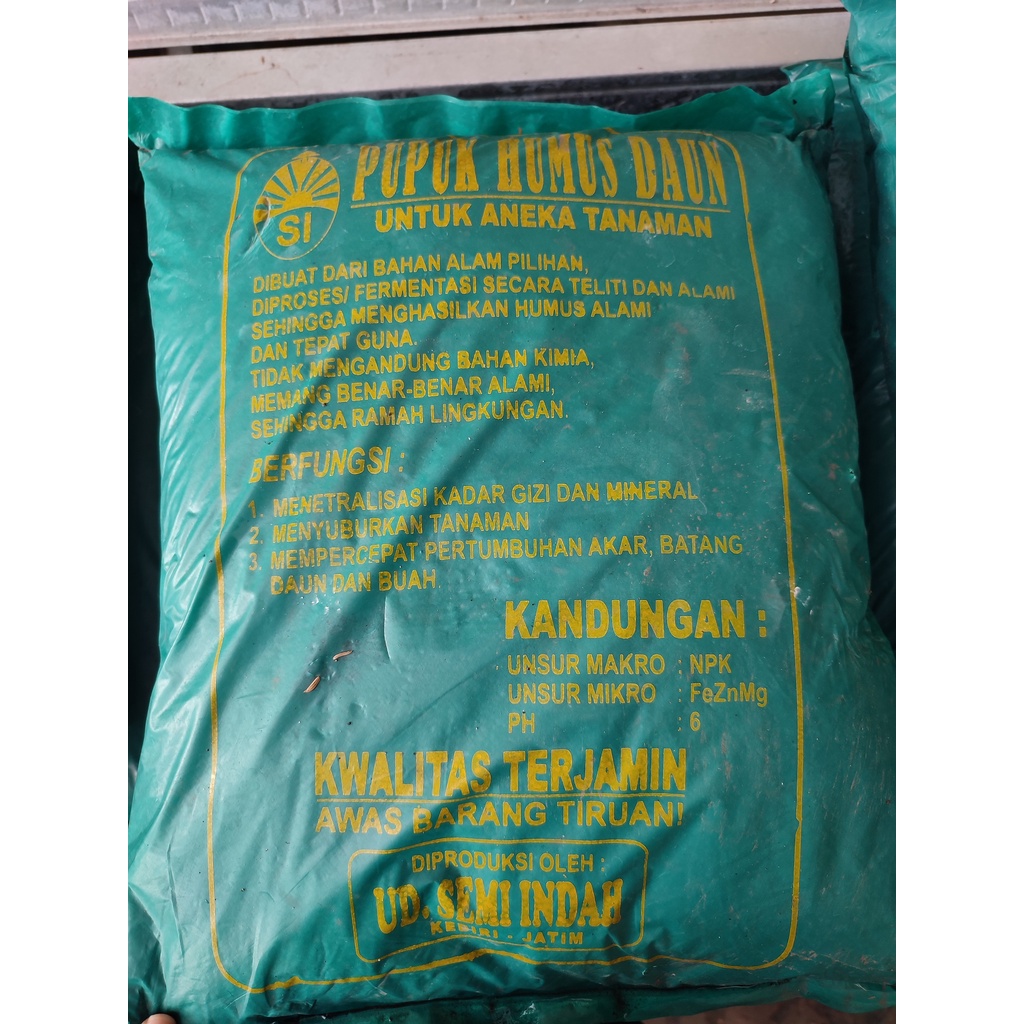 SI
PUPUK HUMUS DAUN
UNTUK ANEKA TANAMAN
DIBUAT DARI BAHAN ALAM PILIHAN,
DIPROSES/ FERMENTASI SECARA TELITI DAN ALAMI
SEHINGGA MENGHASILKAN HUMUS ALAMI
DAN TEPAT GUNA.
TIDAK MENGANDUNG BAHAN KIMIA,
MEMANG BENAR-BENAR ALAMI,
SEHINGGA RAMAH LINGKUNGAN.
BERFUNGSI :
1. MENETRALISASI KADAR GIZI DAN MINERAL
2. MENYUBURKAN TANAMAN
3. MEMPERCEPAT PERTUMBUHAN AKAR, BATANG
DAUN DAN BUAH
KANDUNGAN :
UNSUR MAKRO : NPK
UNSUR MIKRO : FeZnMg
PH : 6
KWALITAS TERJAMIN
AWAS BARANG TIRUAN!
DIPRODUKSI OLEH :
UD. SEMI INDAH
KEDIRI - JATIM